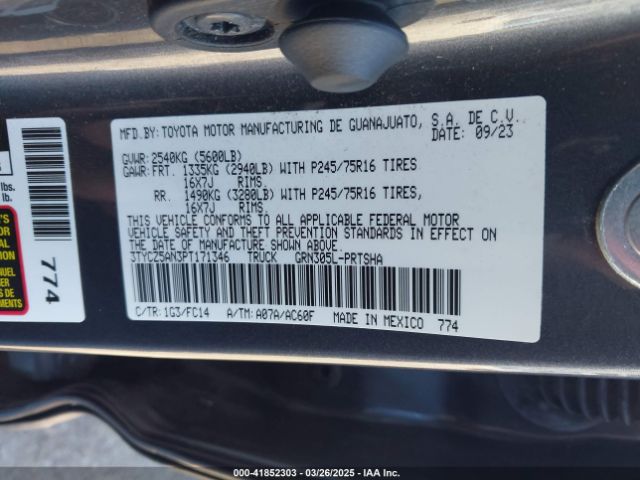 MFD.BY:TOYOTA MOTOR MANUFACTURING DE GUANAJUATO, S.A. DE C.V.
DATE: 09/23
GVWR:2540KG (5600LB)
GAWR:FRT. 1335KG (2940LB) WITH P245/75R16 TIRES
16X7J RIMS,
RR. 1490KG (3280LB) WITH P245/75R16 TIRES,
16X7J RIMS.
THIS VEHICLE CONFORMS TO ALL APPLICABLE FEDERAL MOTOR
VEHICLE SAFETY AND THEFT PREVENTION STANDARDS IN EFFECT ON
THE DATE OF MANUFACTURE SHOWN ABOVE.
3TYCZ5AN3PT171346 TRUCK GRN305L-PRTSHA
C/TR:1G3/FC14 A/TM:A07A/AC60F MADE IN MEXICO 774
lbs.
774
00-41852303 — 03/26/2025 — IAA Inc.